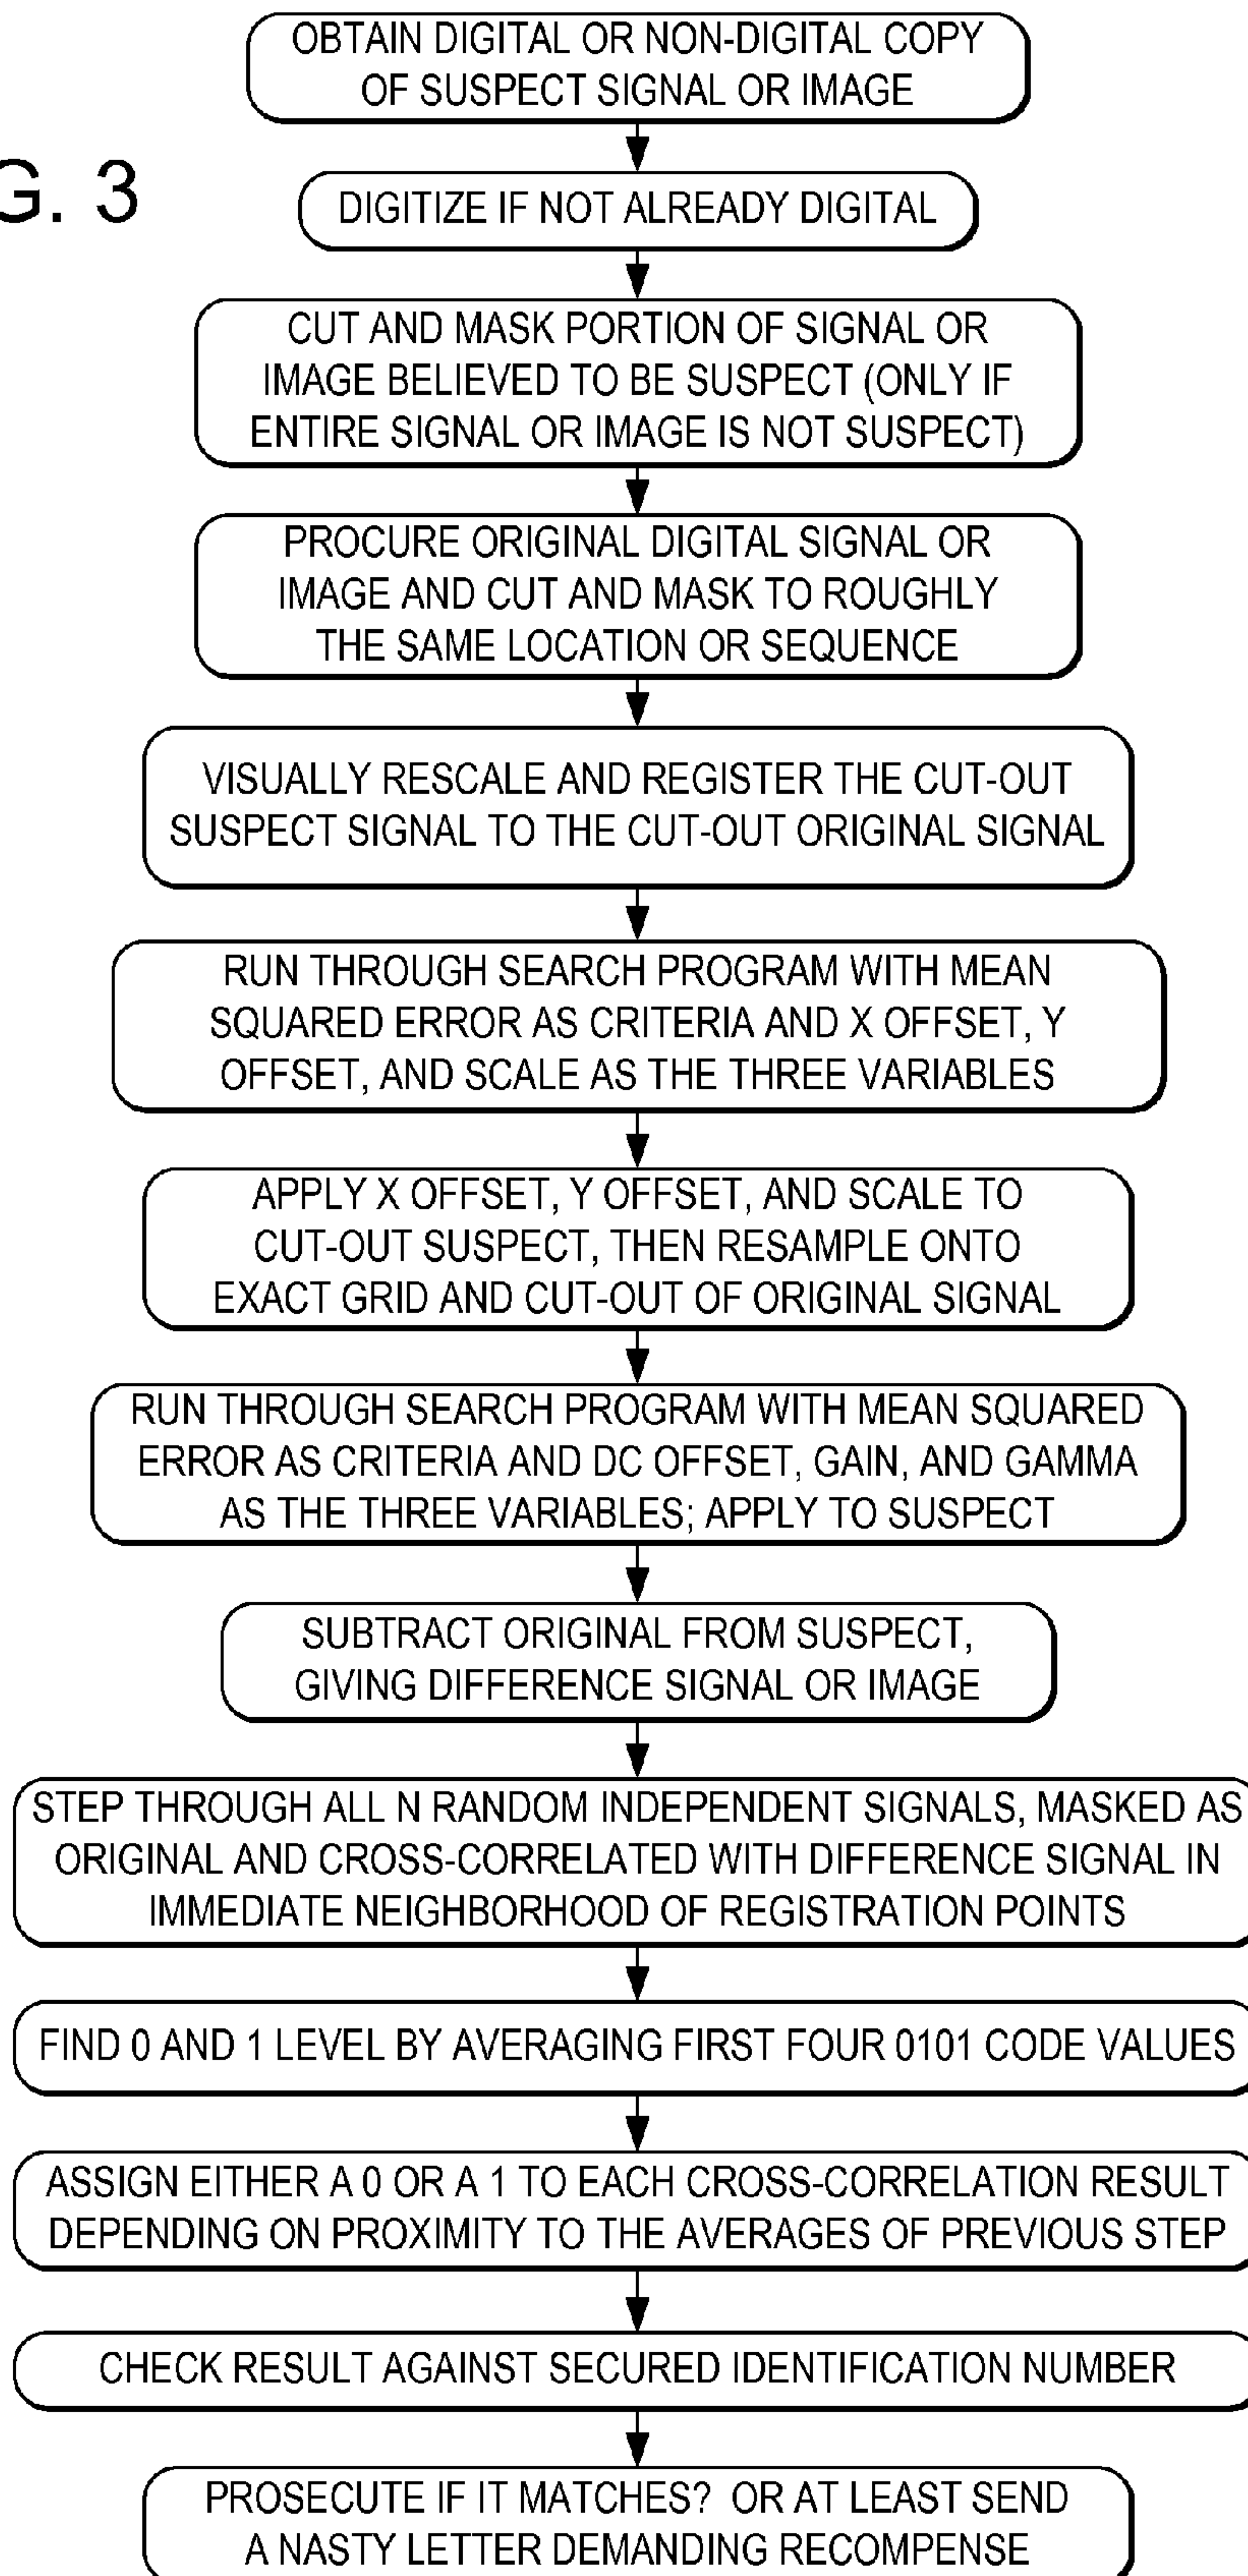 OBTAIN DIGITAL OR NON-DIGITAL COPY
OF SUSPECT SIGNAL OR IMAGE
G. 3
DIGITIZE IF NOT ALREADY DIGITAL
CUT AND MASK PORTION OF SIGNAL OR
IMAGE BELIEVED TO BE SUSPECT (ONLY IF
ENTIRE SIGNAL OR IMAGE IS NOT SUSPECT)
PROCURE ORIGINAL DIGITAL SIGNAL OR
IMAGE AND CUT AND MASK TO ROUGHLY
THE SAME LOCATION OR SEQUENCE
VISUALLY RESCALE AND REGISTER THE CUT-OUT
SUSPECT SIGNAL TO THE CUT-OUT ORIGINAL SIGNAL
RUN THROUGH SEARCH PROGRAM WITH MEAN
SQUARED ERROR AS CRITERIA AND X OFFSET, Y
OFFSET, AND SCALE AS THE THREE VARIABLES
APPLY X OFFSET, Y OFFSET, AND SCALE TO
CUT-OUT SUSPECT, THEN RESAMPLE ONTO
EXACT GRID AND CUT-OUT OF ORIGINAL SIGNAL
RUN THROUGH SEARCH PROGRAM WITH MEAN SQUARED
ERROR AS CRITERIA AND DC OFFSET, GAIN, AND GAMMA
AS THE THREE VARIABLES; APPLY TO SUSPECT
SUBTRACT ORIGINAL FROM SUSPECT,
GIVING DIFFERENCE SIGNAL OR IMAGE
STEP THROUGH ALL N RANDOM INDEPENDENT SIGNALS, MASKED AS
ORIGINAL AND CROSS-CORRELATED WITH DIFFERENCE SIGNAL IN
IMMEDIATE NEIGHBORHOOD OF REGISTRATION POINTS
FIND 0 AND 1 LEVEL BY AVERAGING FIRST FOUR 0101 CODE VALUES
ASSIGN EITHER A 0 OR A 1 TO EACH CROSS-CORRELATION RESULT
DEPENDING ON PROXIMITY TO THE AVERAGES OF PREVIOUS STEP
CHECK RESULT AGAINST SECURED IDENTIFICATION NUMBER
PROSECUTE IF IT MATCHES? OR AT LEAST SEND
A NASTY LETTER DEMANDING RECOMPENSE